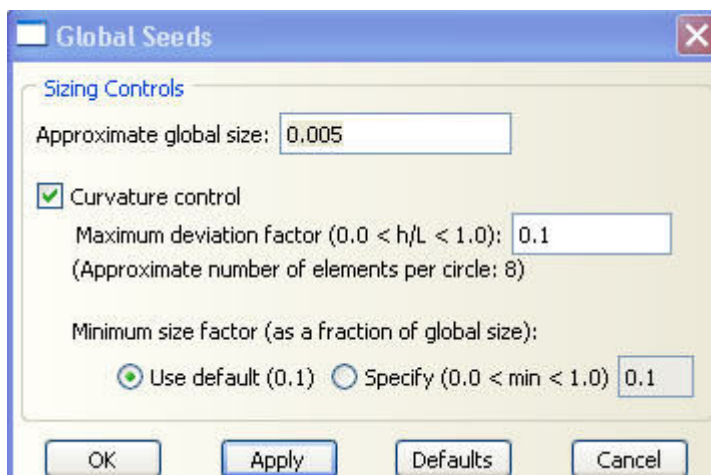 Global Seeds
Sizing Controls
Approximate global size: 0.005
Curvature control
Maximum deviation factor (0.0 < h/L < 1.0): 0.1
(Approximate number of elements per circle: 8)
Minimum size factor (as a fraction of global size):
Use default (0.1) Specify (0.0 < min < 1.0) 0.1
OK Apply Defaults Cancel